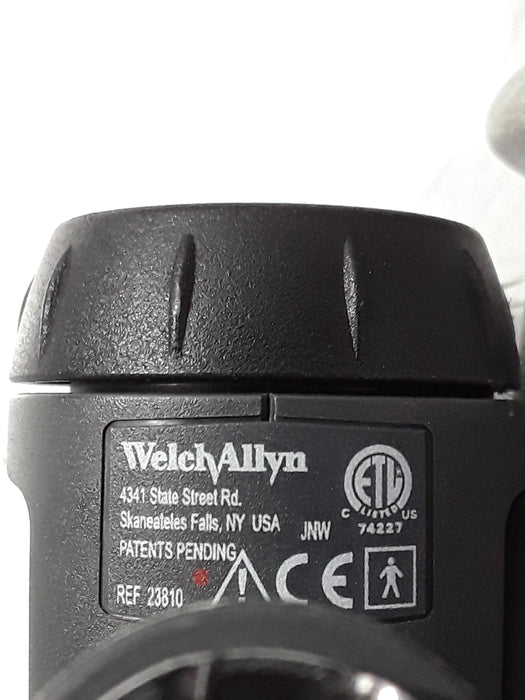 WelchAllyn
4341 State Street Rd.
Skaneateles Falls, NY USA
JNW
PATENTS PENDING
REF 23810
ETL
LISTED
C US
74227
CE